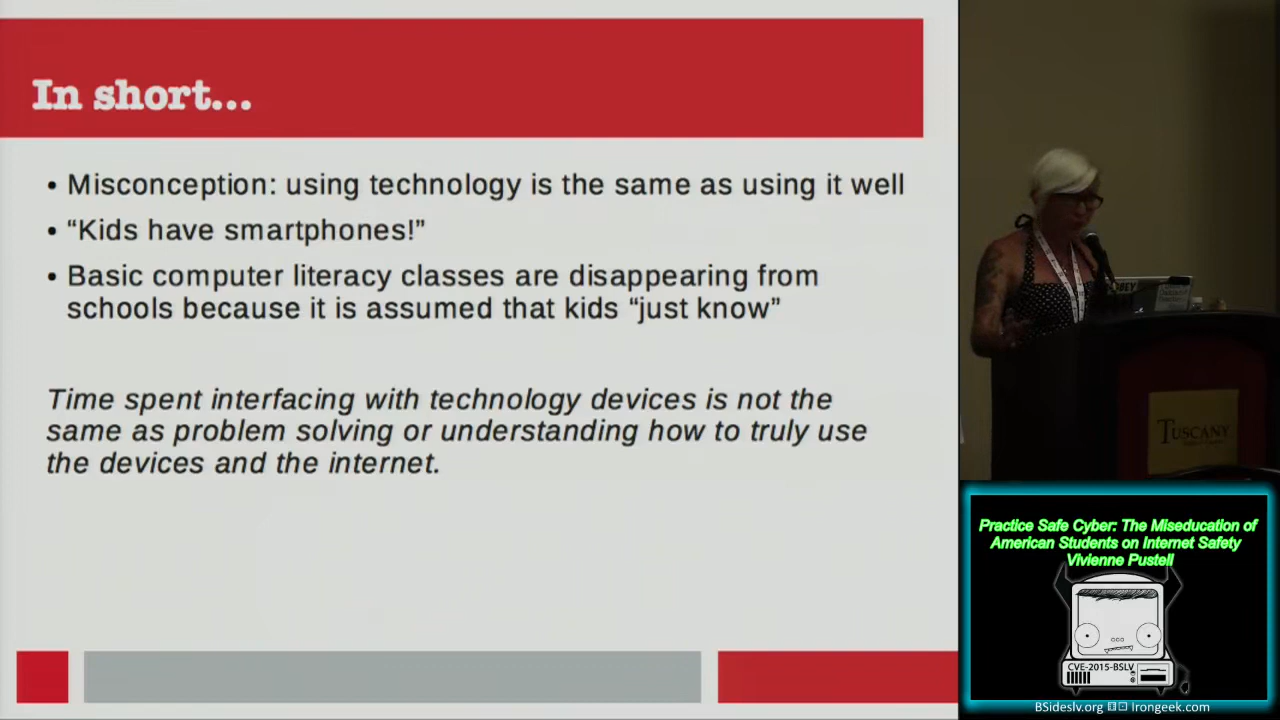 In short...
• Misconception: using technology is the same as using it well
• “Kids have smartphones!”
• Basic computer literacy classes are disappearing from
schools because it is assumed that kids “just know”
Time spent interfacing with technology devices is not the
same as problem solving or understanding how to truly use
the devices and the internet.
TUSCANY
Practice Safe Cyber: The Miseducation of
American Students on Internet Safety
Vivienne Pustell
CVE-2015-BSLV
BSideslv.org Irongeek.com